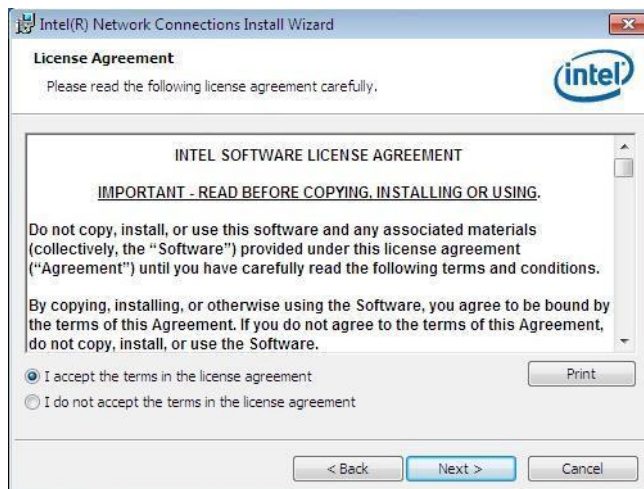 Intel(R) Network Connections Install Wizard
License Agreement
Please read the following license agreement carefully.
intel
INTEL SOFTWARE LICENSE AGREEMENT
IMPORTANT - READ BEFORE COPYING, INSTALLING OR USING.
Do not copy, install, or use this software and any associated materials
(collectively, the “Software”) provided under this license agreement
(“Agreement”) until you have carefully read the following terms and conditions.
By copying, installing, or otherwise using the Software, you agree to be bound by
the terms of this Agreement. If you do not agree to the terms of this Agreement,
do not copy, install, or use the Software.
I accept the terms in the license agreement
Print
I do not accept the terms in the license agreement
< Back
Next >
Cancel